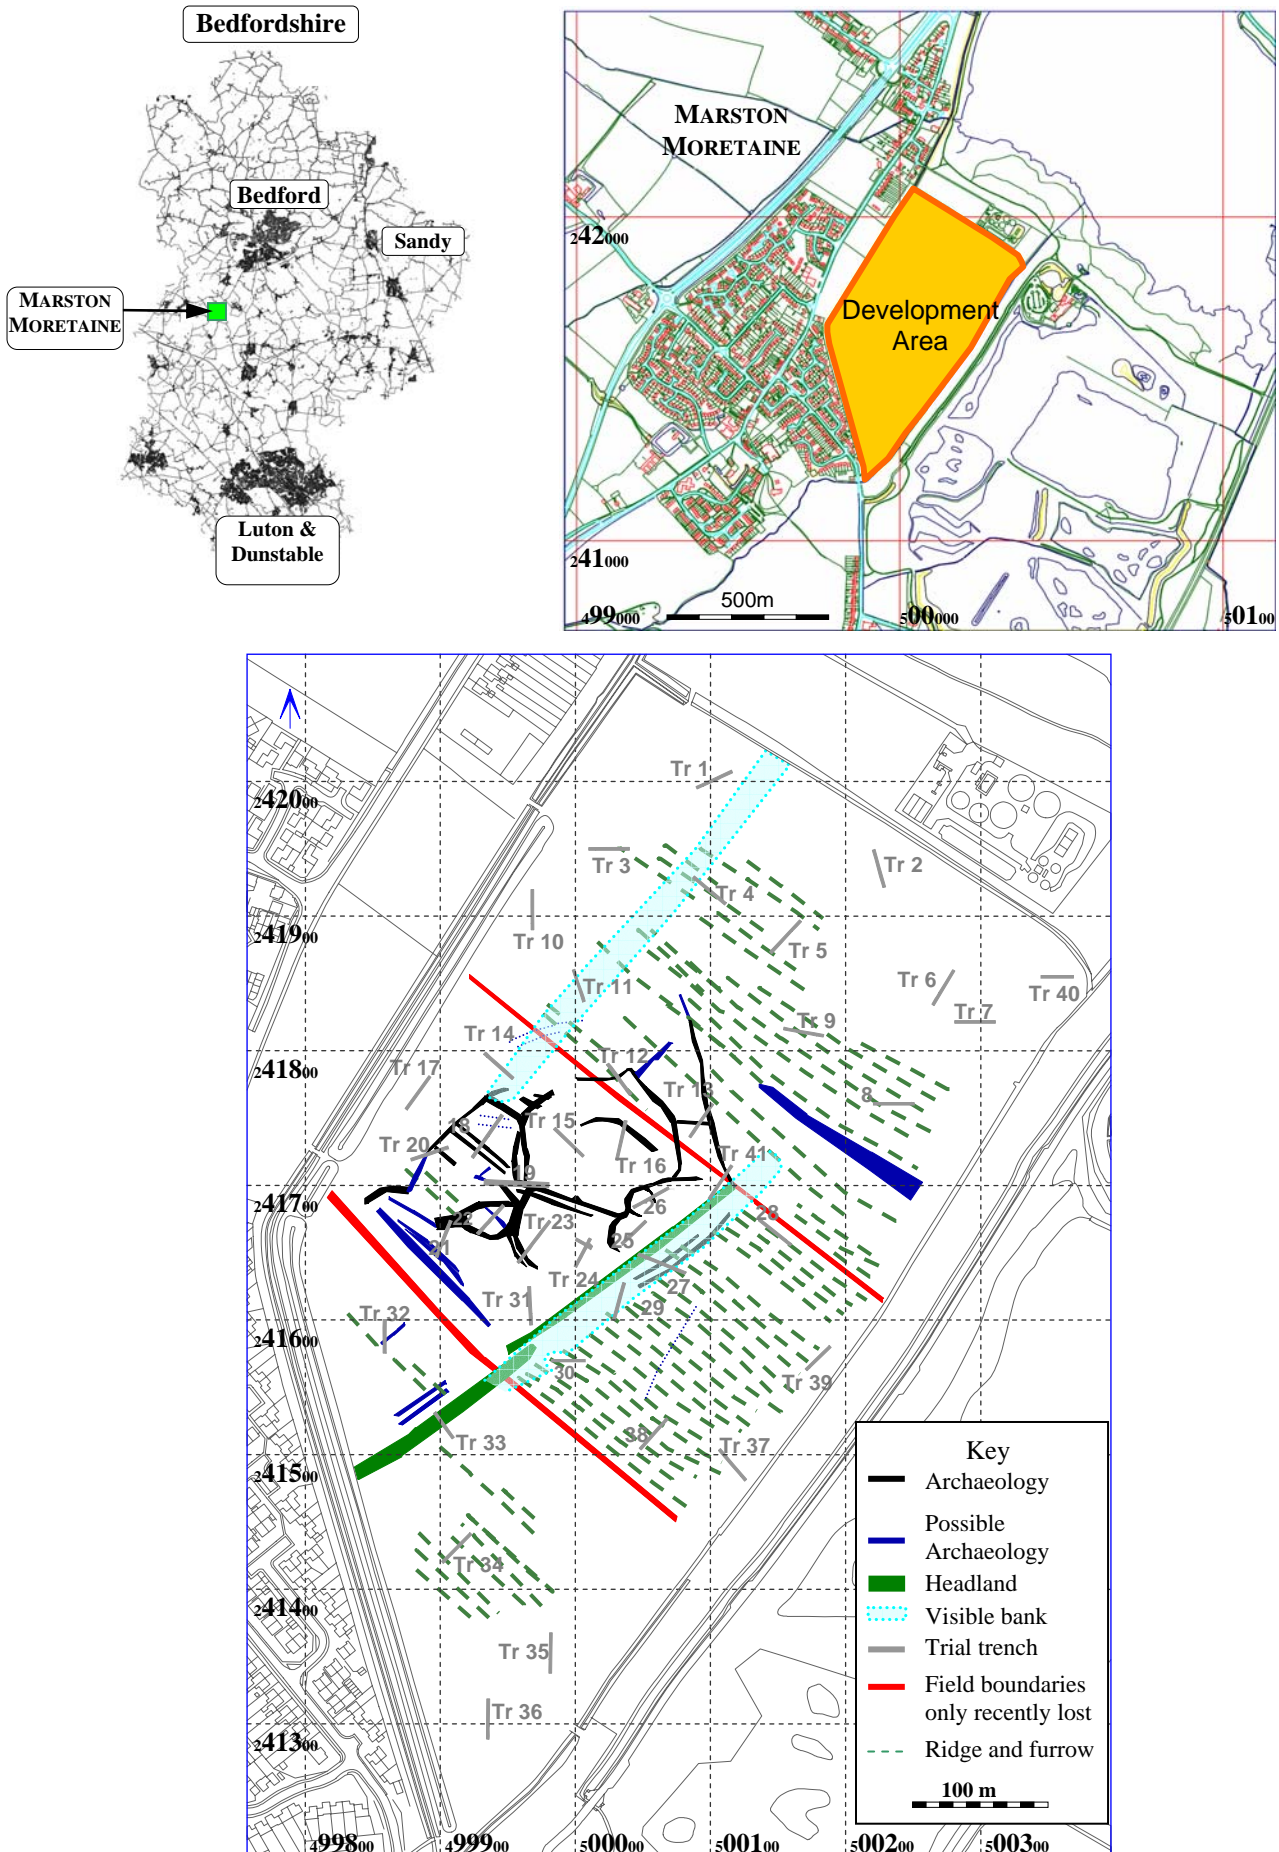 Bedfordshire
Bedford
Sandy
MARSTON
MORETAINE
Luton &
Dunstable
MARSTON
MORETAINE
242000
Development
Area
241000
500m
499000
500000
50100
Tr 1
242000
Tr 3
Tr 2
Tr 4
241900
Tr 10
Tr 5
Tr 11
Tr 6
Tr 7
Tr 40
Tr 9
Tr 14
241800
Tr 17
Tr 12
8
Tr 13
18
Tr 15
Tr 20
Tr 16
Tr 41
19
241700
26
22
Tr 23
28
21
25
Tr 24
27
Tr 31
29
Tr 32
241600
30
Tr 39
38
Tr 33
Tr 37
241500
Tr 34
241400
Tr 35
Tr 36
241300
499800
499900
500000
500100
500200
500300
Key
Archaeology
Possible
Archaeology
Headland
Visible bank
Trial trench
Field boundaries
only recently lost
Ridge and furrow
100 m